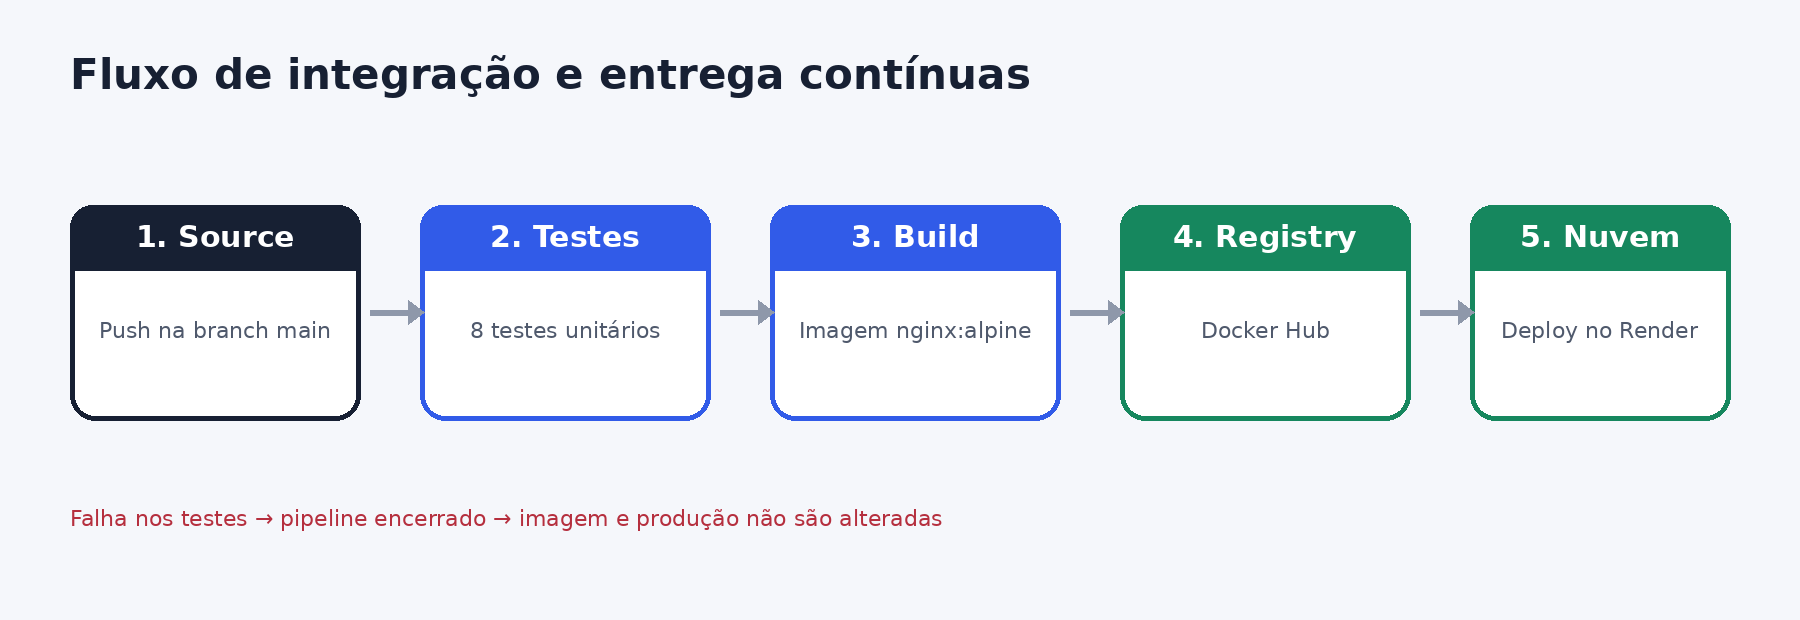 Fluxo de integração e entrega contínuas
1. Source
Push na branch main
2. Testes
8 testes unitários
3. Build
Imagem nginx:alpine
4. Registry
Docker Hub
5. Nuvem
Deploy no Render
Falha nos testes → pipeline encerrado → imagem e produção não são alteradas